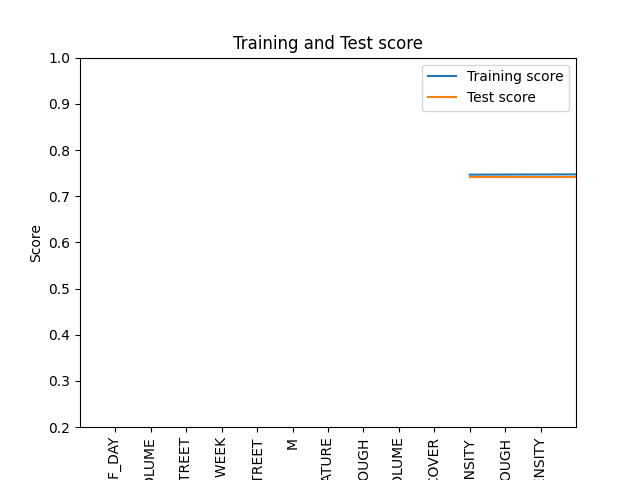 Training and Test score
Training score
Test score
Score
1.0
0.9
0.8
0.7
0.6
0.5
0.4
0.3
0.2
F_DAY
OLUME
TREET
WEEK
TREET
M
ATURE
OUGH
OLUME
COVER
NSITY
OUGH
ENSITY